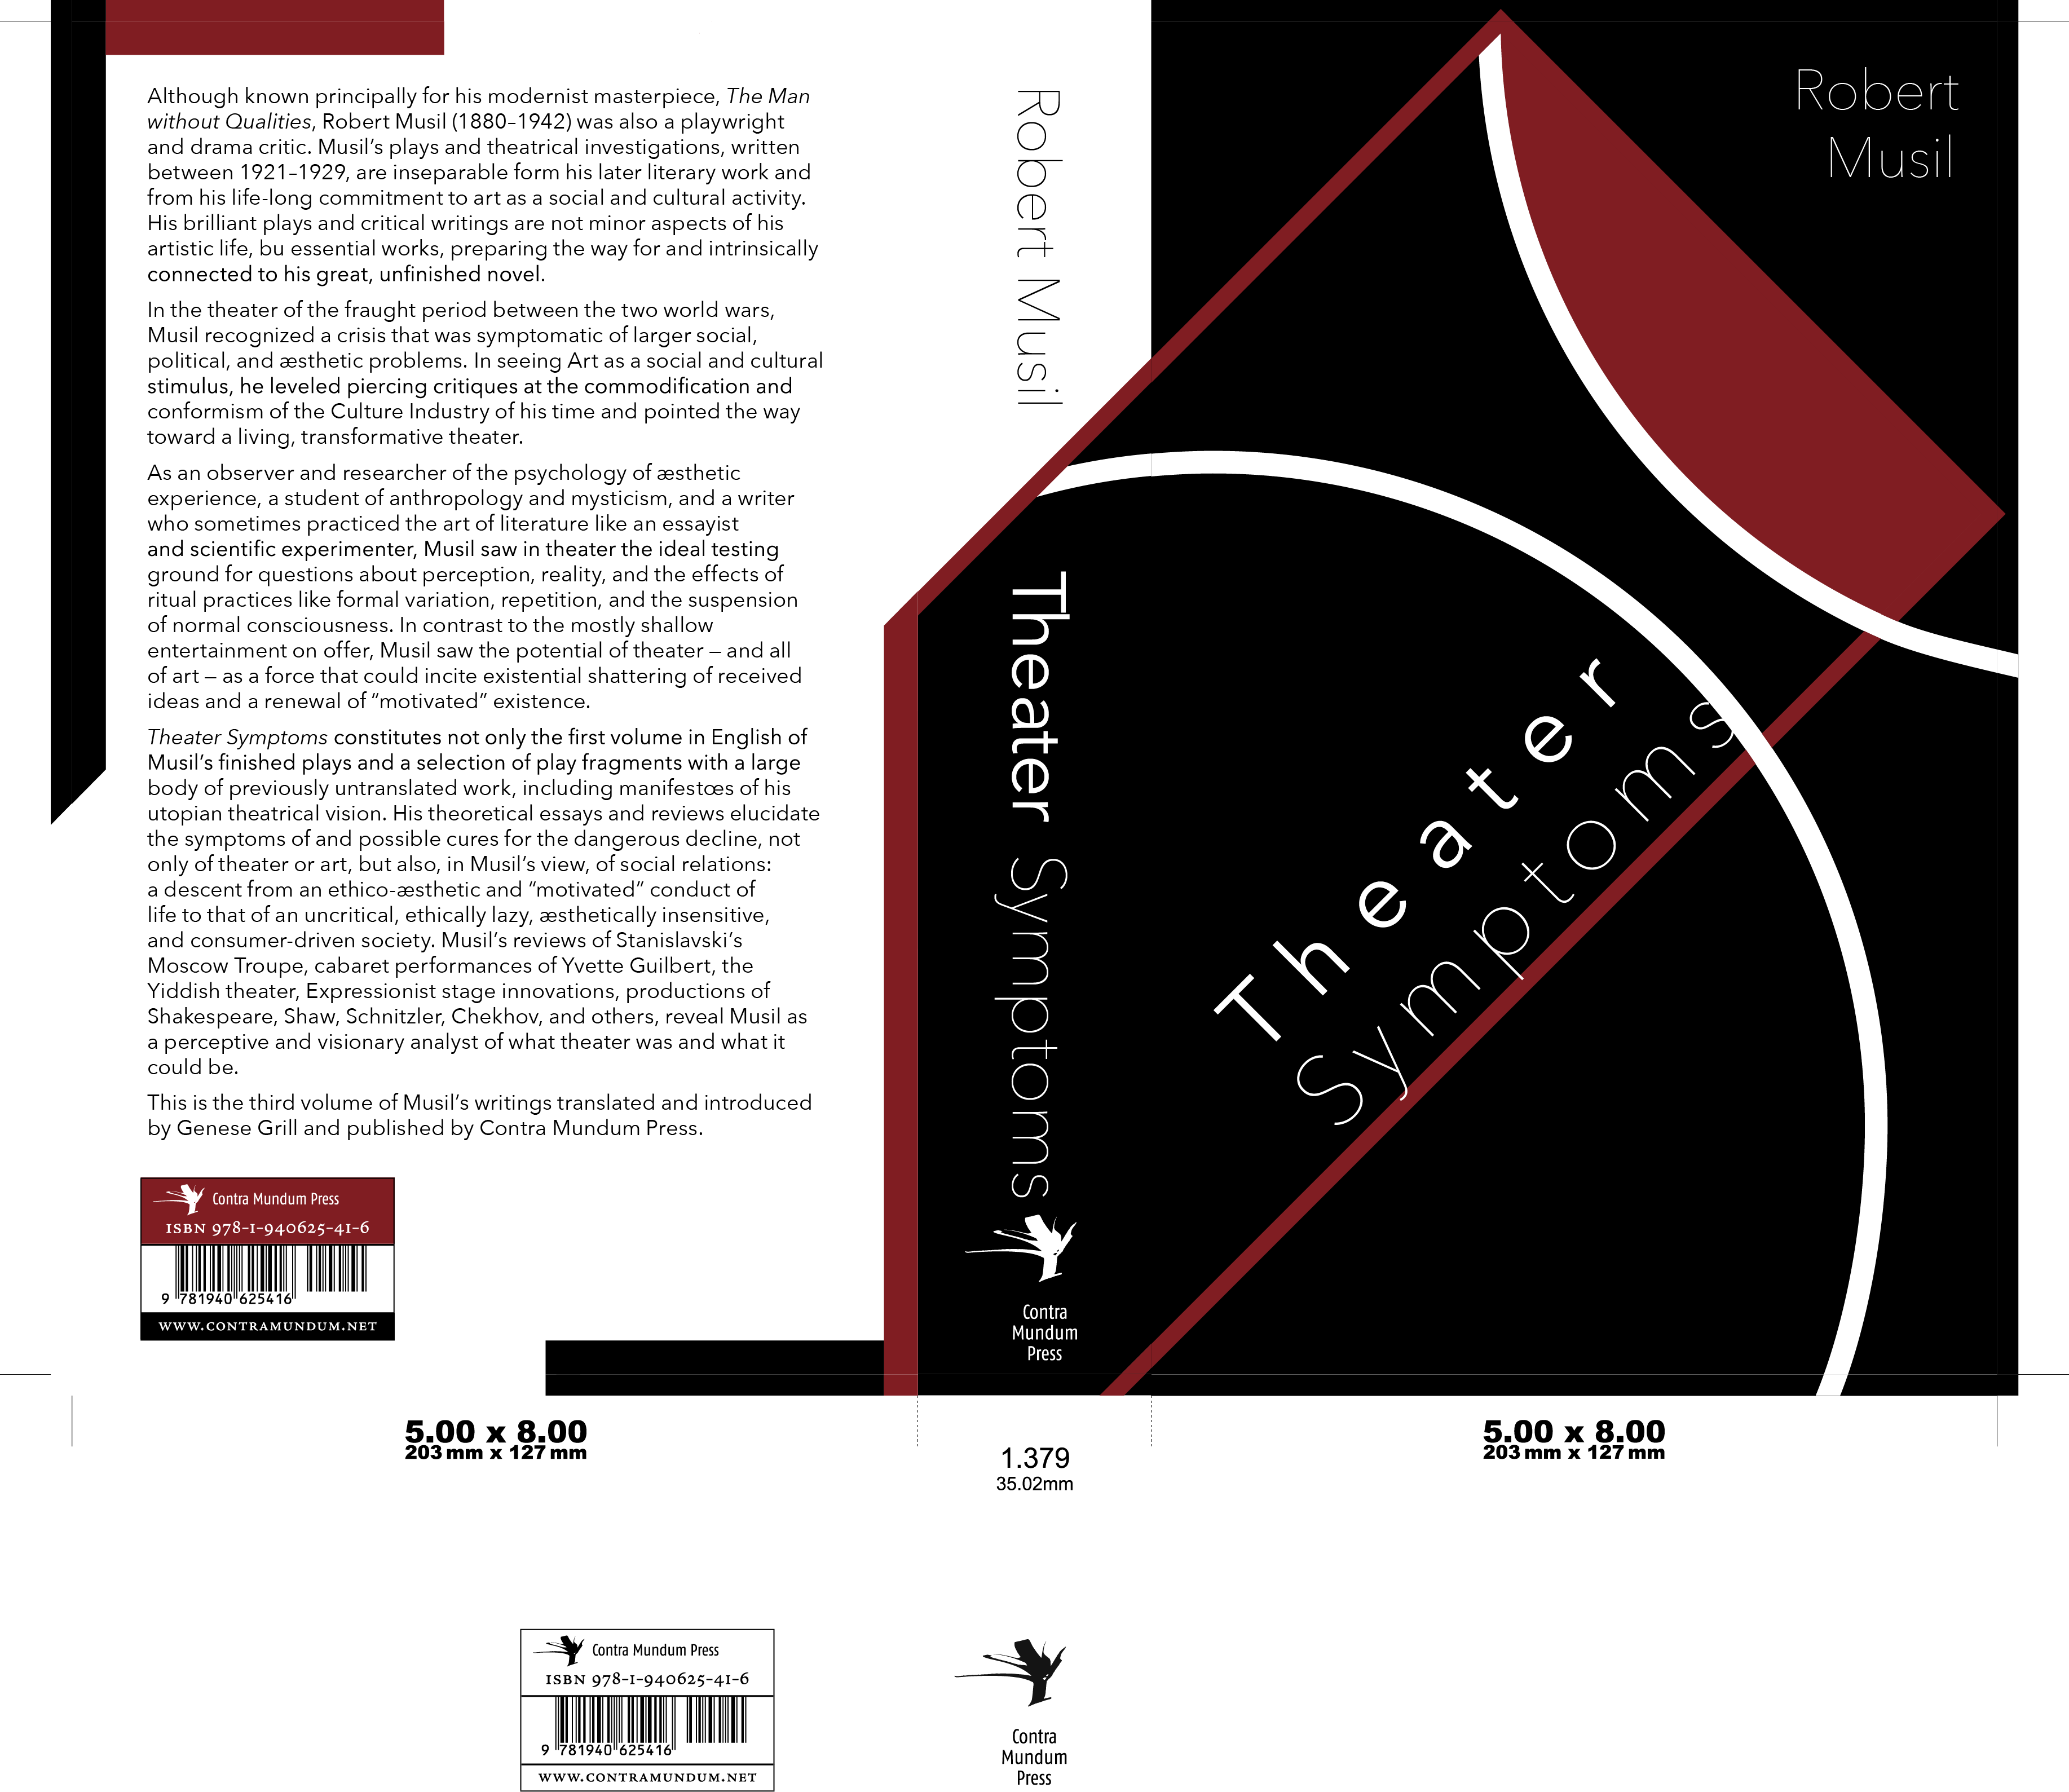 Although known principally for his modernist masterpiece, The Man
without Qualities, Robert Musil (1880–1942) was also a playwright
and drama critic. Musil’s plays and theatrical investigations, written
between 1921–1929, are inseparable form his later literary work and
from his life-long commitment to art as a social and cultural activity.
His brilliant plays and critical writings are not minor aspects of his
artistic life, bu essential works, preparing the way for and intrinsically
connected to his great, unfinished novel.
In the theater of the fraught period between the two world wars,
Musil recognized a crisis that was symptomatic of larger social,
political, and æsthetic problems. In seeing Art as a social and cultural
stimulus, he leveled piercing critiques at the commodification and
conformism of the Culture Industry of his time and pointed the way
toward a living, transformative theater.
As an observer and researcher of the psychology of æsthetic
experience, a student of anthropology and mysticism, and a writer
who sometimes practiced the art of literature like an essayist
and scientific experimenter, Musil saw in theater the ideal testing
ground for questions about perception, reality, and the effects of
ritual practices like formal variation, repetition, and the suspension
of normal consciousness. In contrast to the mostly shallow
entertainment on offer, Musil saw the potential of theater — and all
of art — as a force that could incite existential shattering of received
ideas and a renewal of “motivated” existence.
Theater Symptoms constitutes not only the first volume in English of
Musil’s finished plays and a selection of play fragments with a large
body of previously untranslated work, including manifestœs of his
utopian theatrical vision. His theoretical essays and reviews elucidate
the symptoms of and possible cures for the dangerous decline, not
only of theater or art, but also, in Musil’s view, of social relations:
a descent from an ethico-æsthetic and “motivated” conduct of
life to that of an uncritical, ethically lazy, æsthetically insensitive,
and consumer-driven society. Musil’s reviews of Stanislavski’s
Moscow Troupe, cabaret performances of Yvette Guilbert, the
Yiddish theater, Expressionist stage innovations, productions of
Shakespeare, Shaw, Schnitzler, Chekhov, and others, reveal Musil as
a perceptive and visionary analyst of what theater was and what it
could be.
This is the third volume of Musil’s writings translated and introduced
by Genese Grill and published by Contra Mundum Press.
Contra Mundum Press
ISBN 978-1-940625-41-6
9 781940 625416
WWW.CONTRAMUNDUM.NET
Robert Musil
Theater Symptoms
Contra
Mundum
Press
Robert
Musil
Theater
Symptoms
5.00 x 8.00
203 mm x 127 mm
1.379
35.02mm
5.00 x 8.00
203 mm x 127 mm
Contra Mundum Press
ISBN 978-1-940625-41-6
9 781940 625416
WWW.CONTRAMUNDUM.NET
Contra
Mundum
Press